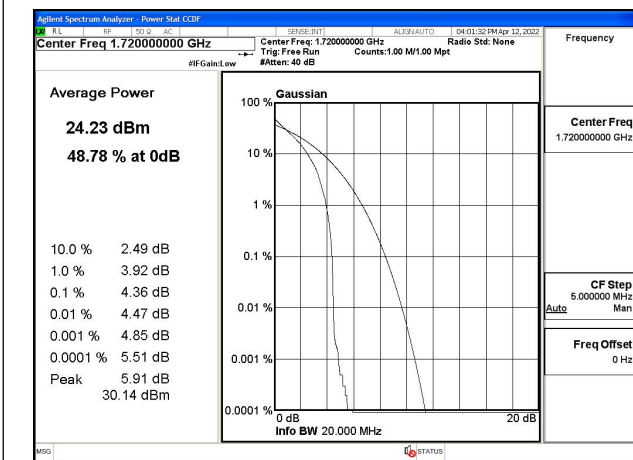 Agilent Spectrum Analyzer - Power Stat CCDF
RL RF 50 Ω AC SENSE:INT ALIGN AUTO 04:01:32 PM Apr 12, 2022
Center Freq 1.720000000 GHz
Center Freq: 1.720000000 GHz Radio Std: None
Trig: Free Run Counts:1.00 M/1.00 Mpt
#IFGain:Low #Atten: 40 dB
Frequency
Average Power
24.23 dBm
48.78 % at 0dB
10.0 % 2.49 dB
1.0 % 3.92 dB
0.1 % 4.36 dB
0.01 % 4.47 dB
0.001 % 4.85 dB
0.0001 % 5.51 dB
Peak 5.91 dB
30.14 dBm
Gaussian
100 %
10 %
1 %
0.1 %
0.01 %
0.001 %
0.0001 %
0 dB 20 dB
Info BW 20.000 MHz
Center Freq
1.720000000 GHz
CF Step
5.000000 MHz
Auto Man
Freq Offset
0 Hz
MSG STATUS